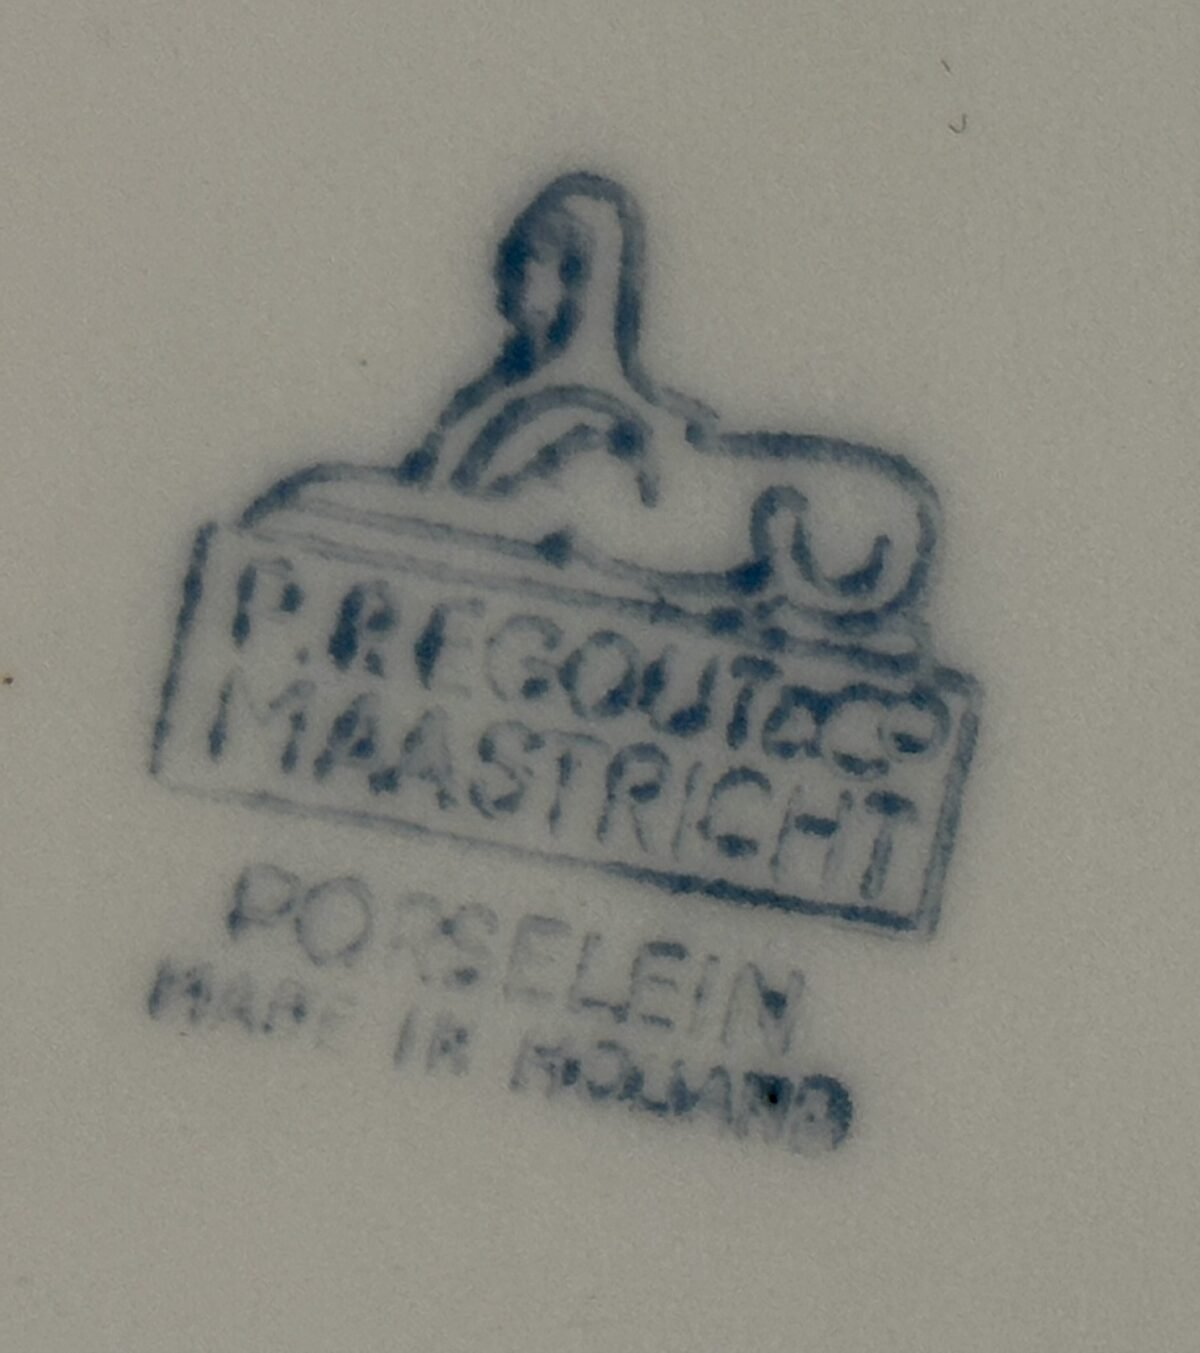 P. REGOUT & CO
MAASTRICHT
PORSELEIN
MADE IN HOLLAND